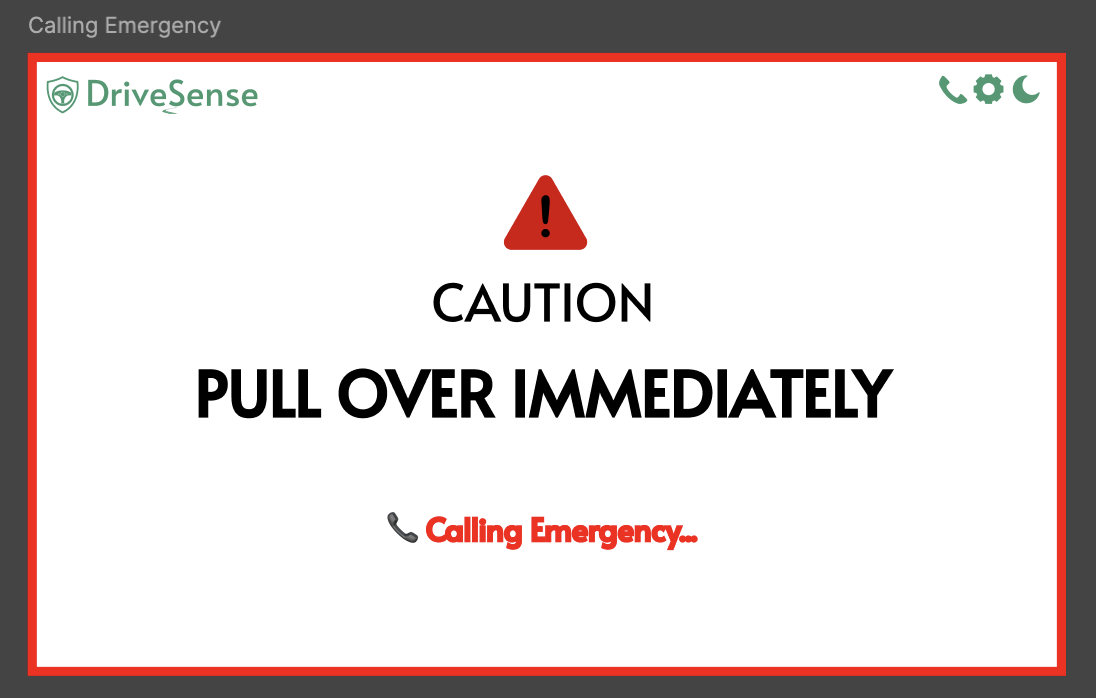 Calling Emergency
DriveSense
CAUTION
PULL OVER IMMEDIATELY
📞 Calling Emergency...